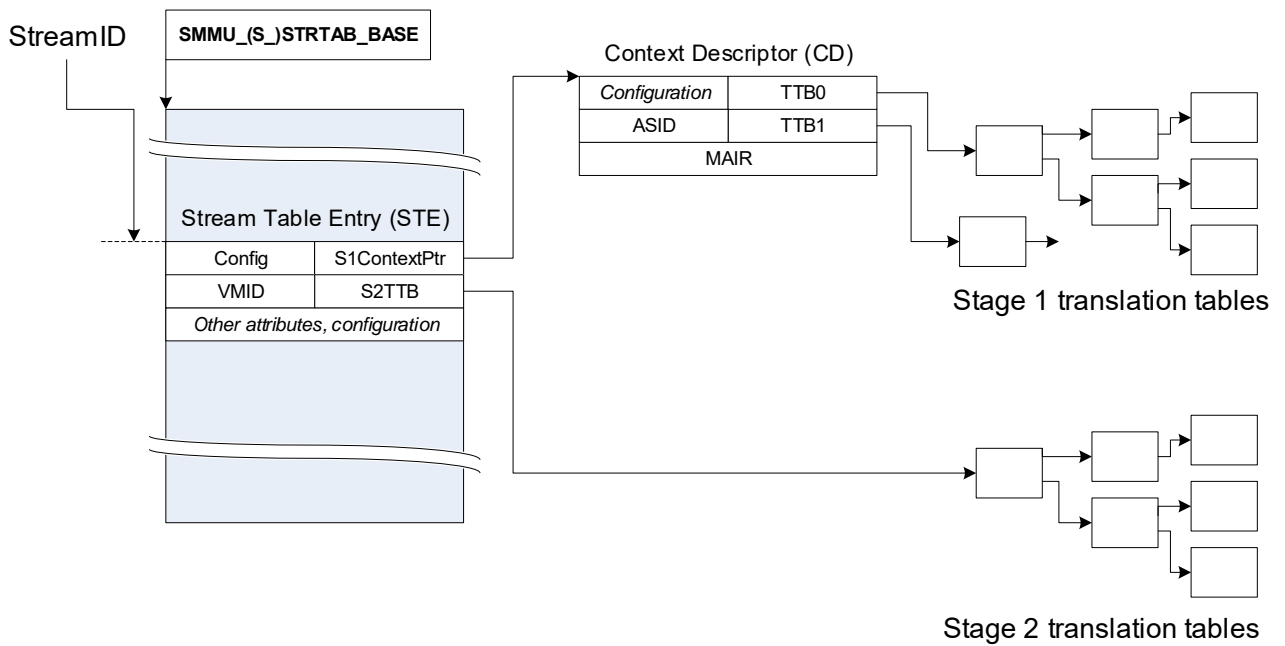 StreamID
SMMU_(S_)STRTAB_BASE
Context Descriptor (CD)
Configuration TTB0
ASID TTB1
MAIR
Stream Table Entry (STE)
Config S1ContextPtr
VMID S2TTB
Other attributes, configuration
Stage 1 translation tables
Stage 2 translation tables